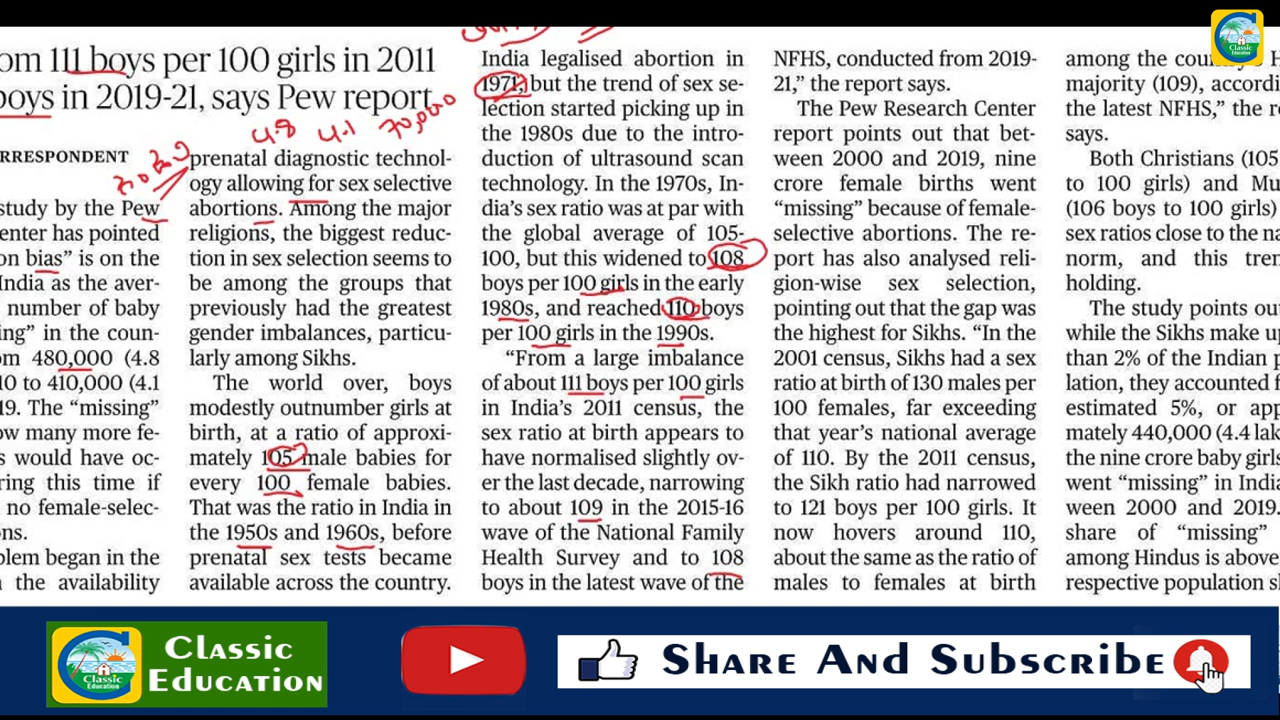 om 111 boys per 100 girls in 2011
boys in 2019-21, says Pew report
4.8 4.1 70,000
RRESPONDENT
study by the Pew
enter has pointed
on bias” is on the
India as the aver-
number of baby
ng” in the coun-
om 480,000 (4.8
10 to 410,000 (4.1
19. The “missing”
ow many more fe-
s would have oc-
ring this time if
no female-selec-
ns.
blem began in the
the availability
prenatal diagnostic technol-
ogy allowing for sex selective
abortions. Among the major
religions, the biggest reduc-
tion in sex selection seems to
be among the groups that
previously had the greatest
gender imbalances, particu-
larly among Sikhs.
The world over, boys
modestly outnumber girls at
birth, at a ratio of approxi-
mately 105 male babies for
every 100 female babies.
That was the ratio in India in
the 1950s and 1960s, before
prenatal sex tests became
available across the country.
India legalised abortion in
1971, but the trend of sex se-
lection started picking up in
the 1980s due to the intro-
duction of ultrasound scan
technology. In the 1970s, In-
dia’s sex ratio was at par with
the global average of 105-
100, but this widened to 108
boys per 100 girls in the early
1980s, and reached 110 boys
per 100 girls in the 1990s.
“From a large imbalance
of about 111 boys per 100 girls
in India’s 2011 census, the
sex ratio at birth appears to
have normalised slightly ov-
er the last decade, narrowing
to about 109 in the 2015-16
wave of the National Family
Health Survey and to 108
boys in the latest wave of the
NFHS, conducted from 2019-
21,” the report says.
The Pew Research Center
report points out that bet-
ween 2000 and 2019, nine
crore female births went
“missing” because of female-
selective abortions. The re-
port has also analysed reli-
gion-wise sex selection,
pointing out that the gap was
the highest for Sikhs. “In the
2001 census, Sikhs had a sex
ratio at birth of 130 males per
100 females, far exceeding
that year’s national average
of 110. By the 2011 census,
the Sikh ratio had narrowed
to 121 boys per 100 girls. It
now hovers around 110,
about the same as the ratio of
males to females at birth
among the country’s H
majority (109), accordi
the latest NFHS,” the re
says.
Both Christians (105
to 100 girls) and Mu
(106 boys to 100 girls)
sex ratios close to the na
norm, and this tren
holding.
The study points ou
while the Sikhs make up
than 2% of the Indian p
lation, they accounted f
estimated 5%, or app
mately 440,000 (4.4 lak
the nine crore baby girls
went “missing” in India
ween 2000 and 2019.
share of “missing”
among Hindus is above
respective population sh
Classic
Education
Classic
Education
Classic
Education
Share And Subscribe